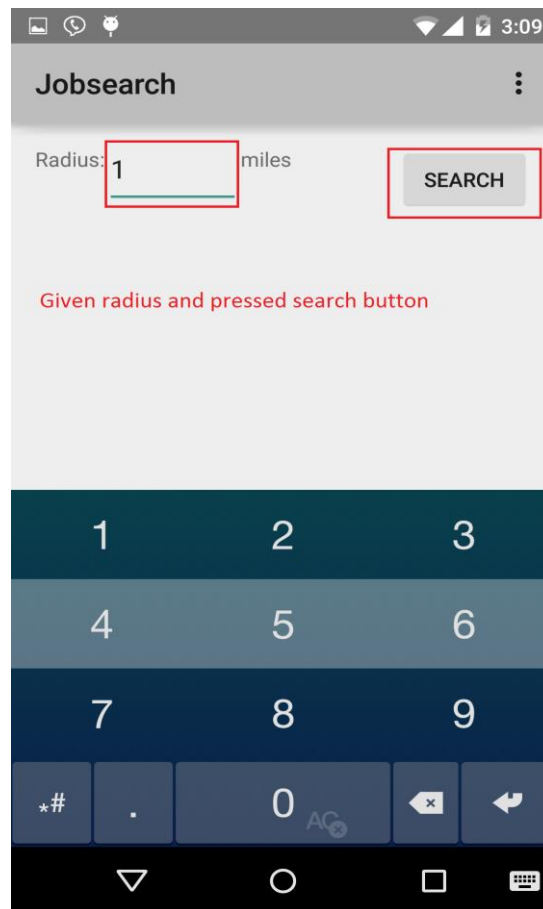 3:09
Jobsearch
Radius: 1 miles
SEARCH
Given radius and pressed search button
1 2 3
4 5 6
7 8 9
*# . 0 AC